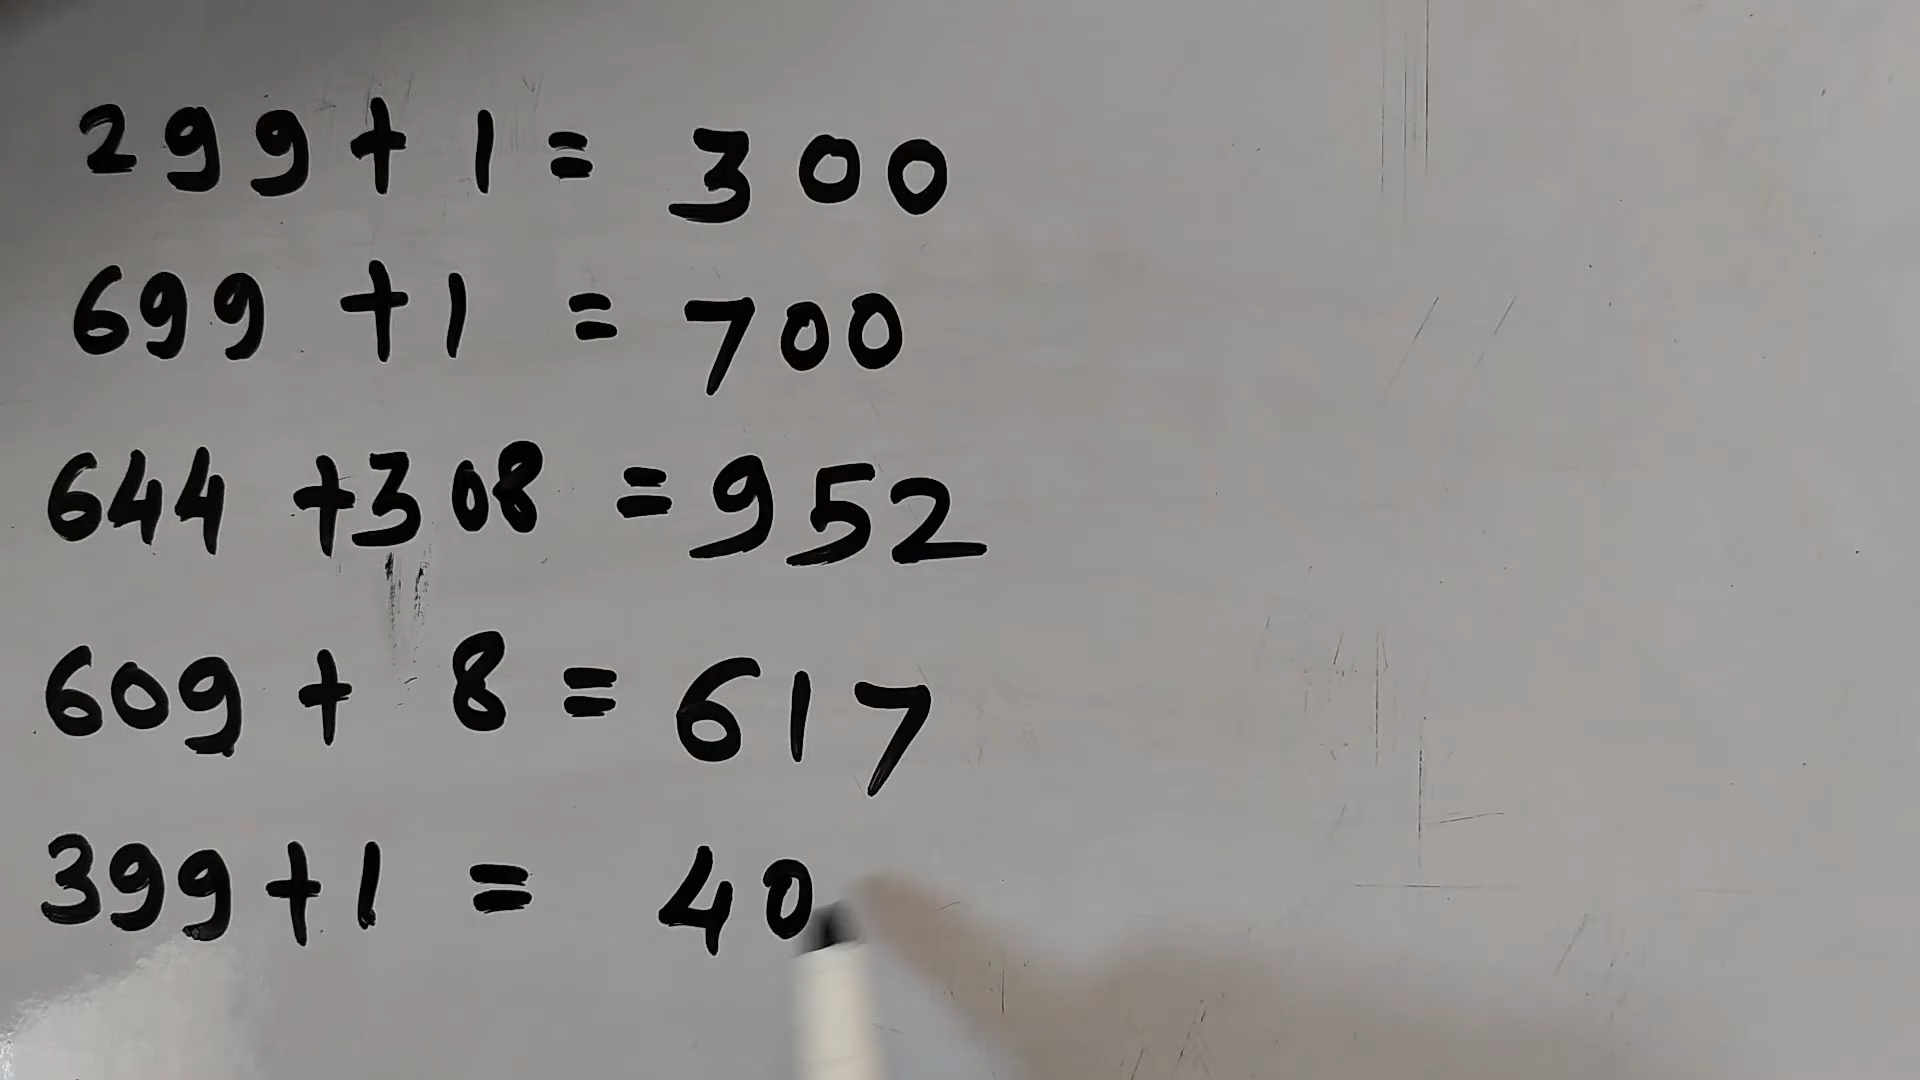 299 + 1 = 300
699 + 1 = 700
644 + 308 = 952
609 + 8 = 617
399 + 1 = 40